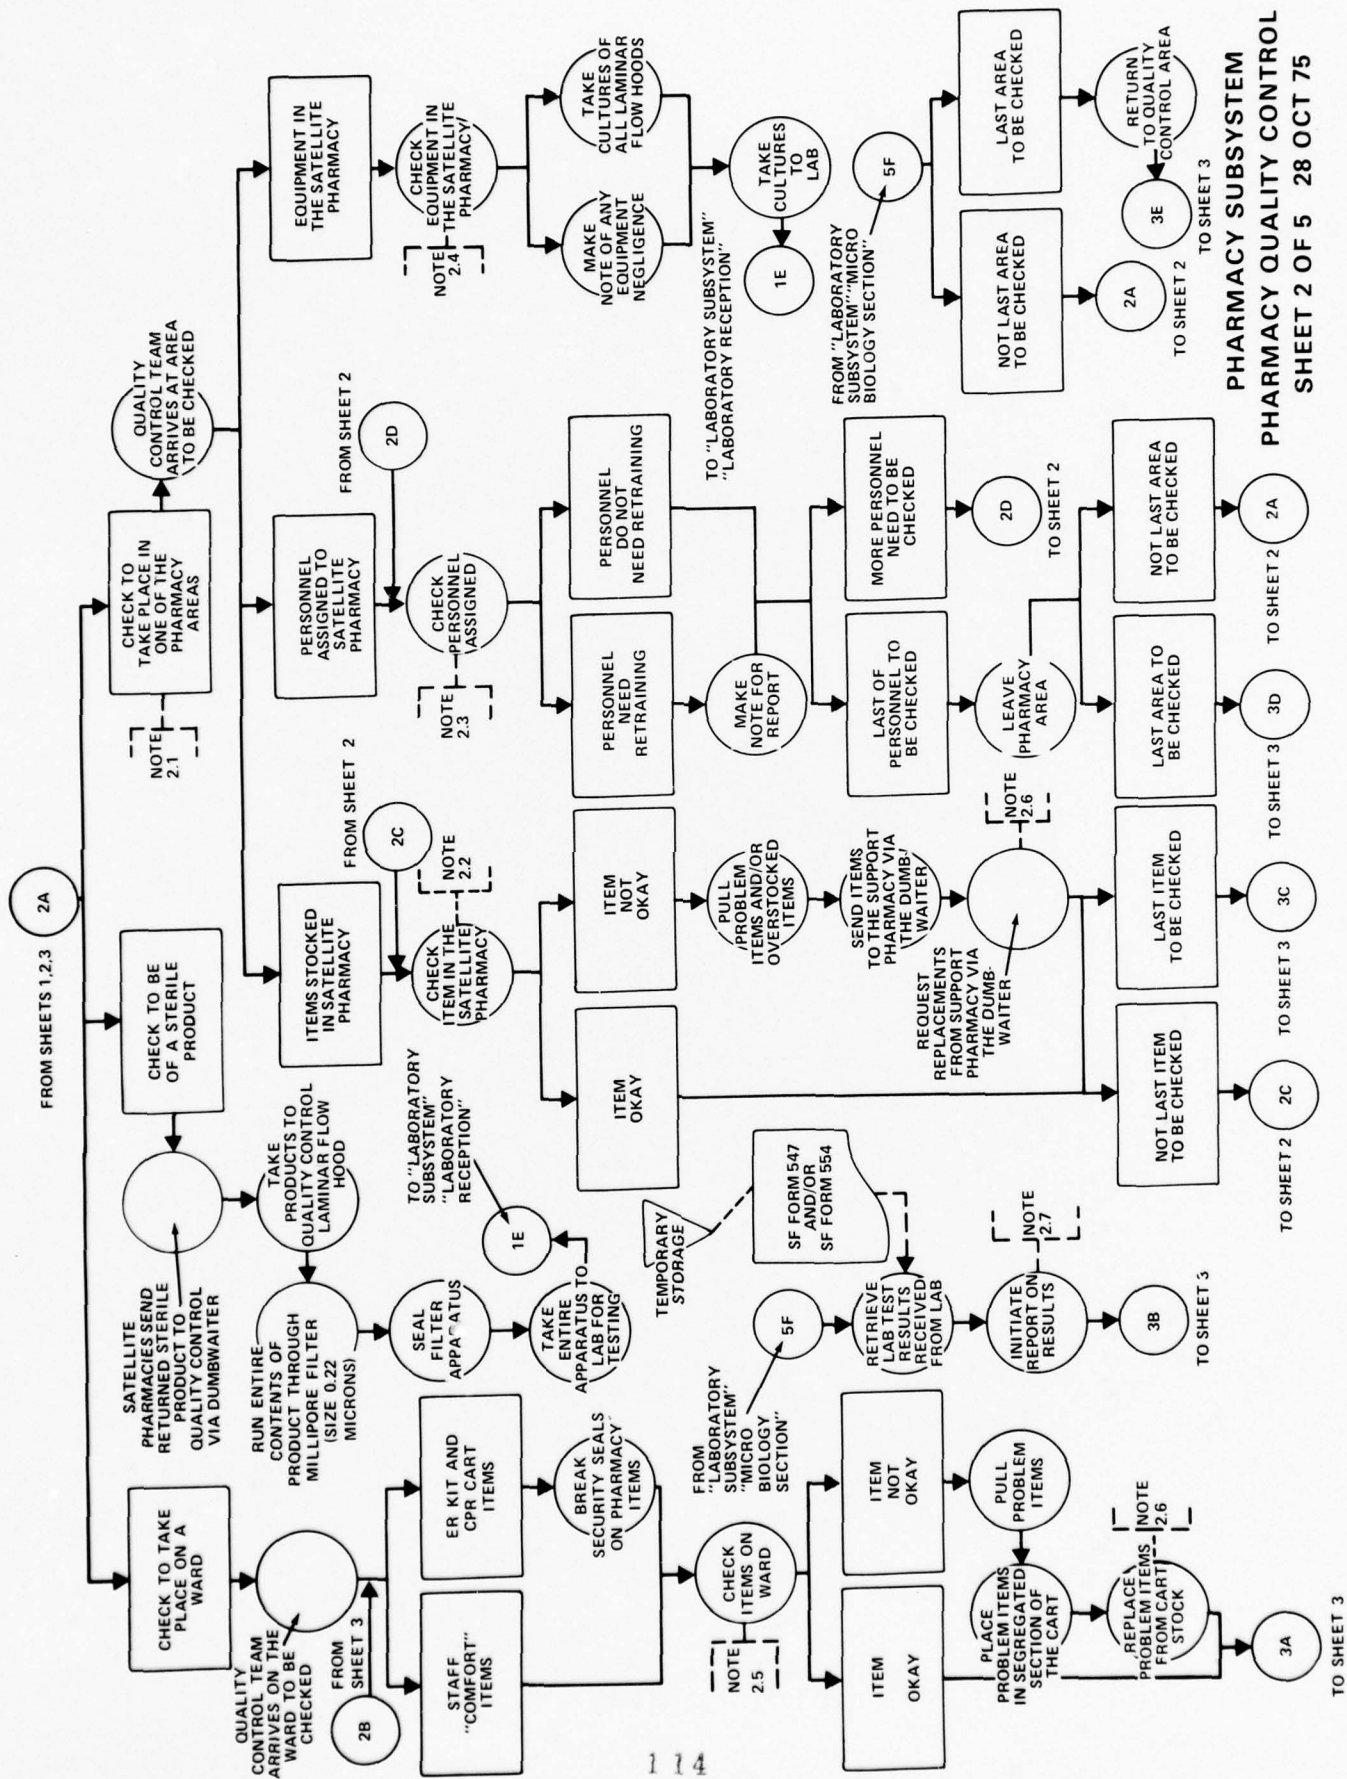 FROM SHEETS 1,2,3
2A
CHECK TO TAKE
PLACE ON A
WARD
QUALITY
CONTROL TEAM
ARRIVES ON THE
WARD TO BE
CHECKED
FROM
SHEET 3
2B
STAFF
"COMFORT"
ITEMS
ER KIT AND
CPR CART
ITEMS
BREAK
SECURITY SEALS
ON PHARMACY
ITEMS
CHECK
ITEMS ON
WARD
NOTE
2.5
ITEM
OKAY
ITEM
NOT
OKAY
PULL
PROBLEM
ITEMS
PLACE
PROBLEM ITEMS
IN SEGREGATED
SECTION OF
THE CART
REPLACE
PROBLEM ITEMS
FROM CART
STOCK
NOTE
2.6
3A
TO SHEET 3
CHECK TO BE
OF A STERILE
PRODUCT
SATELLITE
PHARMACIES SEND
RETURNED STERILE
PRODUCT TO
QUALITY CONTROL
VIA DUMBWAITER
TAKE
PRODUCTS TO
QUALITY CONTROL
LAMINAR FLOW
HOOD
RUN ENTIRE
CONTENTS OF
PRODUCT THROUGH
MILLIPORE FILTER
(SIZE 0.22
MICRONS)
SEAL
FILTER
APPARATUS
TAKE
ENTIRE
APPARATUS TO
LAB FOR
TESTING
1E
TO "LABORATORY
SUBSYSTEM"
"LABORATORY
RECEPTION"
TEMPORARY
STORAGE
SF FORM 547
AND/OR
SF FORM 554
FROM
"LABORATORY
SUBSYSTEM"
"MICRO
BIOLOGY
SECTION"
5F
RETRIEVE
LAB TEST
RESULTS
RECEIVED
FROM LAB
INITIATE
REPORT ON
RESULTS
NOTE
2.7
3B
TO SHEET 3
CHECK TO
TAKE PLACE IN
ONE OF THE
PHARMACY
AREAS
NOTE
2.1
QUALITY
CONTROL TEAM
ARRIVES AT AREA
TO BE CHECKED
ITEMS STOCKED
IN SATELLITE
PHARMACY
FROM SHEET 2
2C
CHECK
ITEM IN THE
SATELLITE
PHARMACY
NOTE
2.2
ITEM
OKAY
ITEM
NOT
OKAY
PULL
PROBLEM
ITEMS AND/OR
OVERSTOCKED
ITEMS
SEND ITEMS
TO THE SUPPORT
PHARMACY VIA
THE DUMB-
WAITER
REQUEST
REPLACEMENTS
FROM SUPPORT
PHARMACY VIA
THE DUMB-
WAITER
NOTE
2.6
NOT LAST ITEM
TO BE CHECKED
LAST ITEM
TO BE CHECKED
2C
TO SHEET 2
3C
TO SHEET 3
PERSONNEL
ASSIGNED TO
SATELLITE
PHARMACY
FROM SHEET 2
2D
CHECK
PERSONNEL
ASSIGNED
NOTE
2.3
PERSONNEL
NEED
RETRAINING
PERSONNEL
DO NOT
NEED RETRAINING
MAKE
NOTE FOR
REPORT
LAST OF
PERSONNEL TO
BE CHECKED
MORE PERSONNEL
NEED TO BE
CHECKED
2D
TO SHEET 2
LEAVE
PHARMACY
AREA
LAST AREA TO
BE CHECKED
NOT LAST AREA
TO BE CHECKED
3D
TO SHEET 3
2A
TO SHEET 2
EQUIPMENT IN
THE SATELLITE
PHARMACY
CHECK
EQUIPMENT IN
THE SATELLITE
PHARMACY
NOTE
2.4
MAKE
NOTE OF ANY
EQUIPMENT
NEGLIGENCE
TAKE
CULTURES OF
ALL LAMINAR
FLOW HOODS
TAKE
CULTURES
TO
LAB
1E
TO "LABORATORY SUBSYSTEM"
"LABORATORY RECEPTION"
FROM "LABORATORY
SUBSYSTEM" "MICRO
BIOLOGY SECTION"
5F
NOT LAST AREA
TO BE CHECKED
LAST AREA
TO BE CHECKED
2A
TO SHEET 2
RETURN
TO QUALITY
CONTROL AREA
3E
TO SHEET 3
PHARMACY SUBSYSTEM
PHARMACY QUALITY CONTROL
SHEET 2 OF 5 28 OCT 75
114